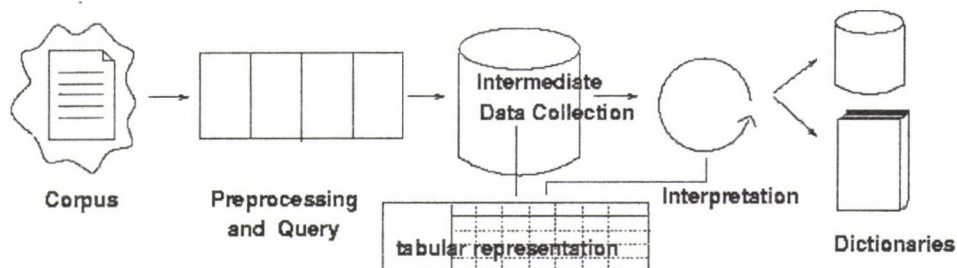 Intermediate
Data Collection
Corpus
Preprocessing
and Query
Interpretation
tabular representation
Dictionaries